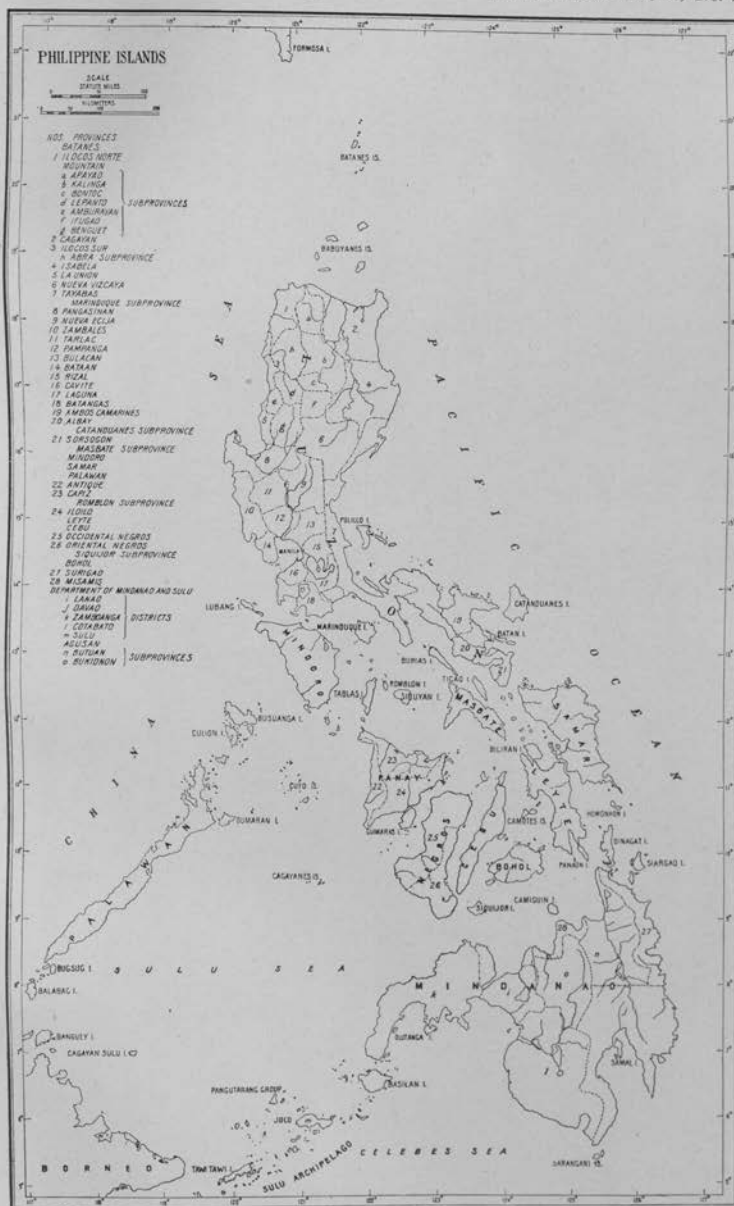 PHILIPPINE ISLANDS
SCALE
STATUTE MILES
KILOMETERS
NOS. PROVINCES
BATANES
1 ILOCOS NORTE
MOUNTAIN
a APAYAO
b KALINGA
c BONTOC
d LEPANTO
e AMBURAYAN
f IFUGAO
g BENGUET
SUBPROVINCES
2 CAGAYAN
3 ILOCOS SUR
h ABRA SUBPROVINCE
4 ISABELA
5 LA UNION
6 NUEVA VIZCAYA
7 TAYABAS
MARINDUQUE SUBPROVINCE
8 PANGASINAN
9 NUEVA ECIJA
10 ZAMBALES
11 TARLAC
12 PAMPANGA
13 BULACAN
14 BATAAN
15 RIZAL
16 CAVITE
17 LAGUNA
18 BATANGAS
19 AMBOS CAMARINES
20 ALBAY
CATANDUANES SUBPROVINCE
21 SORSOGON
MASBATE SUBPROVINCE
MINDORO
SAMAR
PALAWAN
22 ANTIQUE
23 CAPIZ
ROMBLON SUBPROVINCE
24 ILOILO
LEYTE
CEBU
25 OCCIDENTAL NEGROS
26 ORIENTAL NEGROS
SIQUIJOR SUBPROVINCE
BOHOL
27 SURIGAO
28 MISAMIS
DEPARTMENT OF MINDANAO AND SULU
i LANAO
j DAVAO
k ZAMBOANGA
l COTABATO
m SULU
DISTRICTS
AGUSAN
n BUTUAN
o BUKIDNON
SUBPROVINCES
FORMOSA I.
BATANES IS.
BABUYANES IS.
CHINA SEA
PACIFIC OCEAN
LUZON
POLILLO I.
MANILA
LUBANG
MARINDUQUE I.
CATANDUANES I.
BATAN I.
MINDORO
BURIAS I.
TICAO I.
ROMBLON I.
SIBUYAN I.
TABLAS I.
MASBATE
SAMAR
BUSUANGA I.
CULION I.
BILIRAN I.
PANAY
CUYO IS.
LEYTE
DUMARAN I.
GUIMARAS I.
NEGROS
CEBU
CAMOTES IS.
HOMONHON I.
DINAGAT I.
SIARGAO I.
PANAON I.
BOHOL
PALAWAN
CAGAYANES IS.
SIQUIJOR I.
CAMIGUIN I.
BUGSUG I.
SULU SEA
BALABAC I.
MINDANAO
BANGUEY I.
CAGAYAN SULU I.
OLUTANGA I.
SAMAL I.
BASILAN I.
PANGUTARANG GROUP
JOLO
BORNEO
TAWI TAWI I.
SULU ARCHIPELAGO
CELEBES SEA
SARANGANI IS.